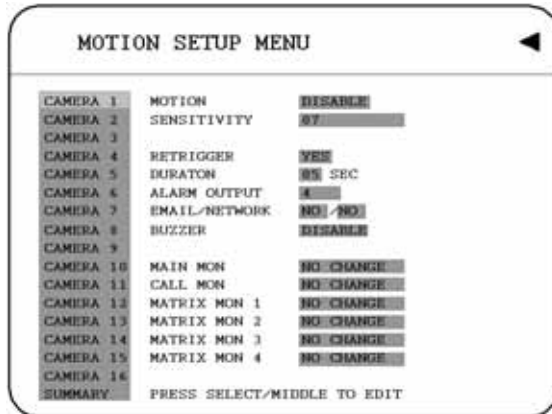 MOTION SETUP MENU
CAMERA 1 MOTION DISABLE
CAMERA 2 SENSITIVITY 07
CAMERA 3
CAMERA 4 RETRIGGER YES
CAMERA 5 DURATON 05 SEC
CAMERA 6 ALARM OUTPUT 4
CAMERA 7 EMAIL/NETWORK NO /NO
CAMERA 8 BUZZER DISABLE
CAMERA 9
CAMERA 10 MAIN MON NO CHANGE
CAMERA 11 CALL MON NO CHANGE
CAMERA 12 MATRIX MON 1 NO CHANGE
CAMERA 13 MATRIX MON 2 NO CHANGE
CAMERA 14 MATRIX MON 3 NO CHANGE
CAMERA 15 MATRIX MON 4 NO CHANGE
CAMERA 16
SUMMARY PRESS SELECT/MIDDLE TO EDIT